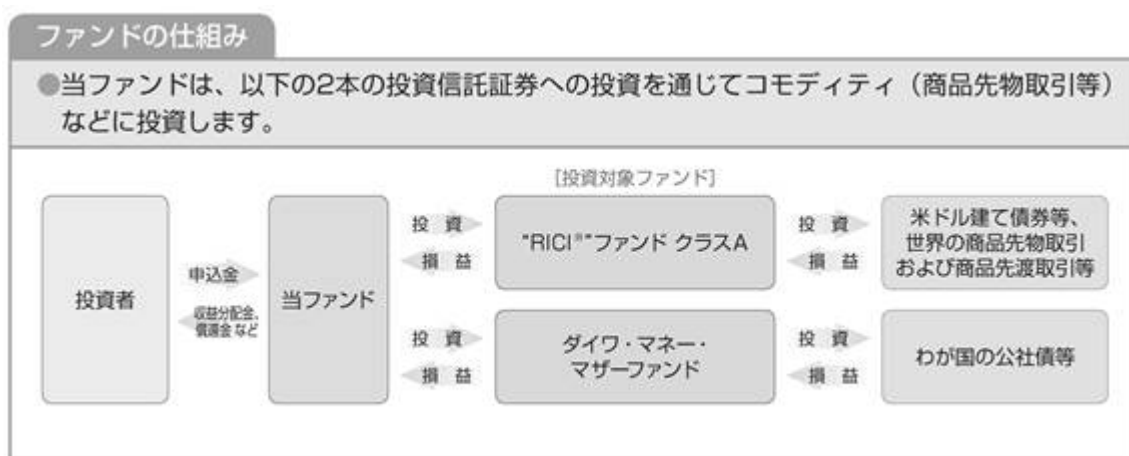 ファンドの仕組み
●当ファンドは、以下の2本の投資信託証券への投資を通じてコモディティ（商品先物取引等）
などに投資します。
[投資対象ファンド]
投資者
申込金
収益分配金、
償還金 など
当ファンド
投 資
損 益
"RICI®"ファンド クラスA
投 資
損 益
米ドル建て債券等、
世界の商品先物取引
および商品先渡取引等
投 資
損 益
ダイワ・マネー・
マザーファンド
投 資
損 益
わが国の公社債等